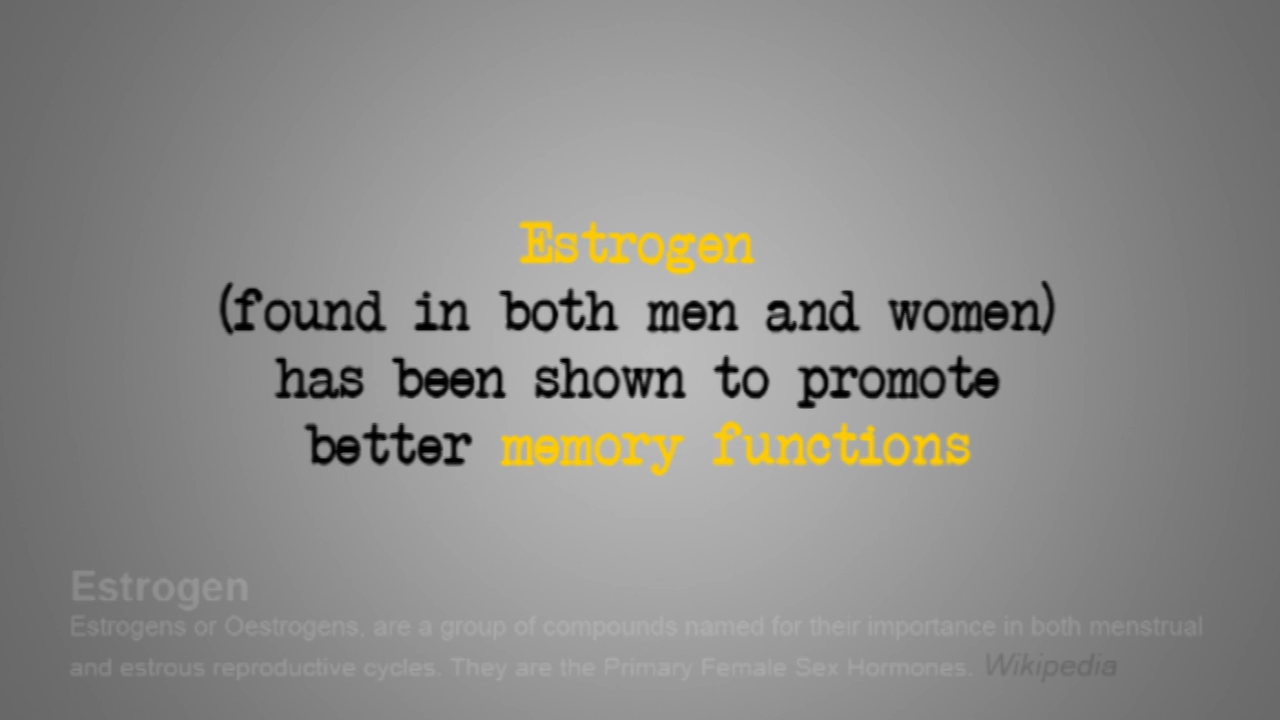 Estrogen
(found in both men and women)
has been shown to promote
better memory functions
Estrogen
Estrogens or Oestrogens, are a group of compounds named for their importance in both menstrual
and estrous reproductive cycles. They are the Primary Female Sex Hormones. Wikipedia